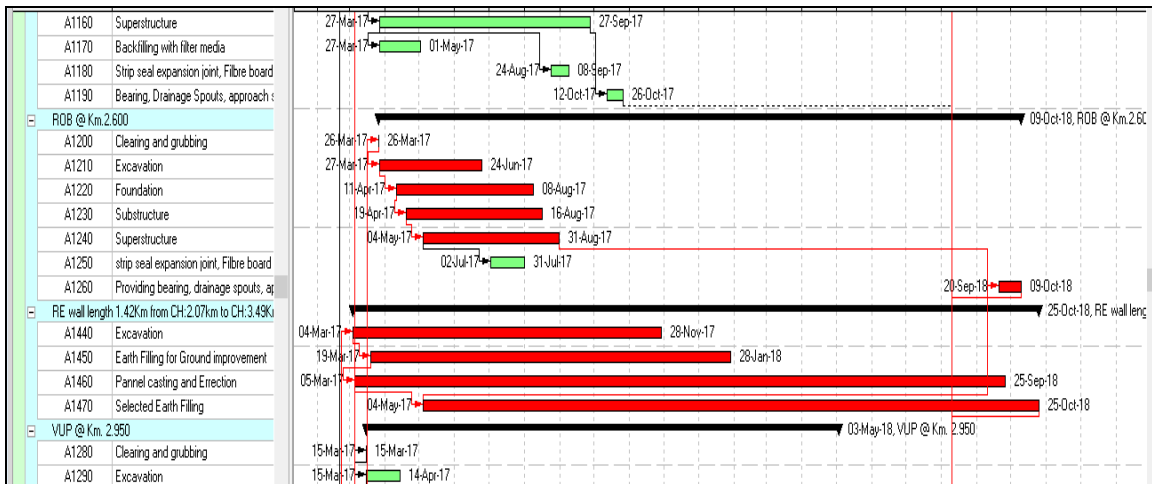 A1160 Superstructure 27-Mar-17 27-Sep-17
A1170 Backfilling with filter media 27-Mar-17 01-May-17
A1180 Strip seal expansion joint, Filbre board 24-Aug-17 08-Sep-17
A1190 Bearing, Drainage Spouts, approach s 12-Oct-17 26-Oct-17
ROB @ Km.2.600 09-Oct-18, ROB @ Km.2.60
A1200 Clearing and grubbing 26-Mar-17 26-Mar-17
A1210 Excavation 27-Mar-17 24-Jun-17
A1220 Foundation 11-Apr-17 08-Aug-17
A1230 Substructure 19-Apr-17 16-Aug-17
A1240 Superstructure 04-May-17 31-Aug-17
A1250 strip seal expansion joint, Filbre board 02-Jul-17 31-Jul-17
A1260 Providing bearing, drainage spouts, ap 20-Sep-18 09-Oct-18
RE wall length 1.42Km from CH:2.07km to CH:3.49Km 25-Oct-18, RE wall leng
A1440 Excavation 04-Mar-17 28-Nov-17
A1450 Earth Filling for Ground improvement 19-Mar-17 28-Jan-18
A1460 Pannel casting and Errection 05-Mar-17 25-Sep-18
A1470 Selected Earth Filling 04-May-17 25-Oct-18
VUP @ Km. 2.950 03-May-18, VUP @ Km. 2.950
A1280 Clearing and grubbing 15-Mar-17 15-Mar-17
A1290 Excavation 15-Mar-17 14-Apr-17